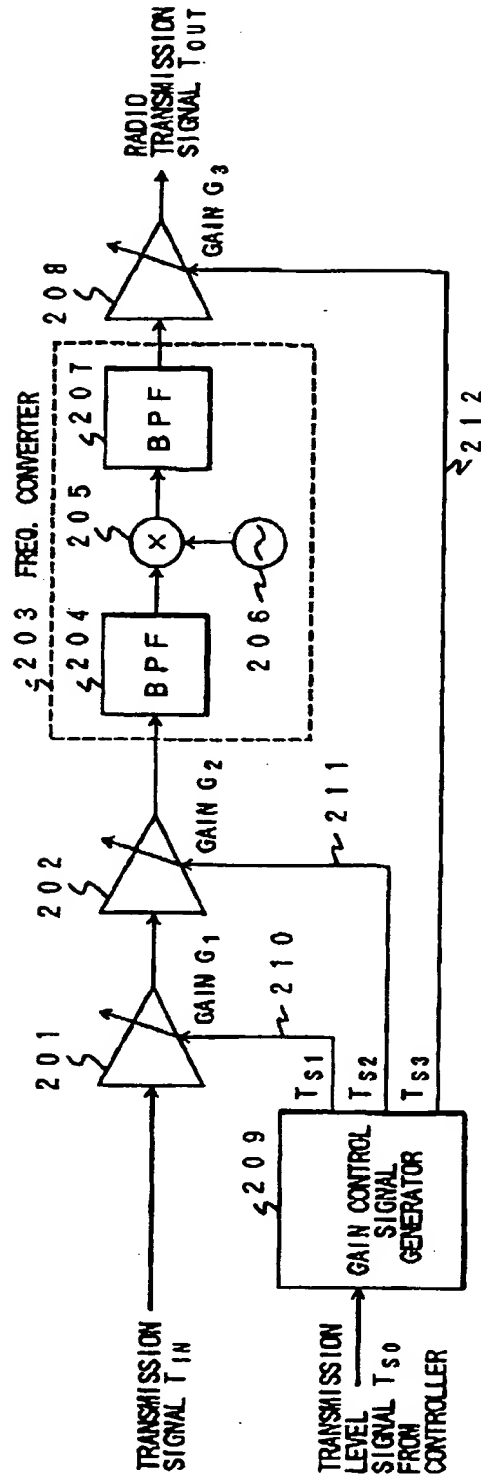 TRANSMISSION
SIGNAL T IN
201
GAIN G1
202
GAIN G2
203 FREQ. CONVERTER
204
BPF
205
X
206
207
BPF
208
GAIN G3
RADIO
TRANSMISSION
SIGNAL TOUT
TRANSMISSION
LEVEL
SIGNAL TS0
FROM
CONTROLLER
209
GAIN CONTROL
SIGNAL
GENERATOR
TS1
TS2
TS3
210
211
212